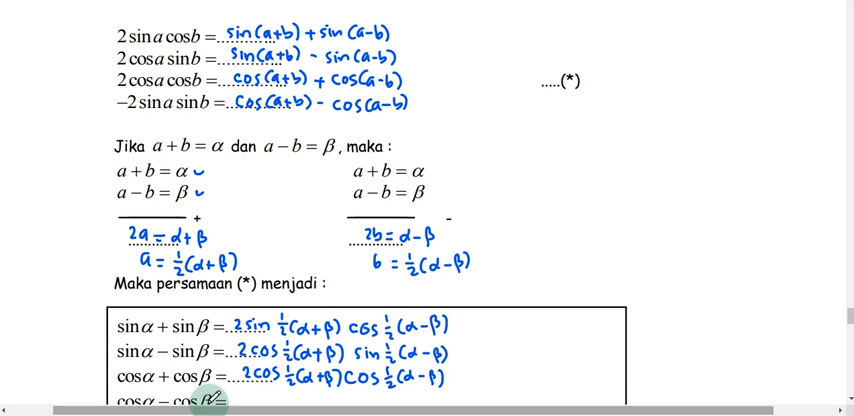 2 sin a cos b = sin(a+b) + sin(a-b)
2 cos a sin b = sin(a+b) - sin(a-b)
2 cos a cos b = cos(a+b) + cos(a-b) .....(*)
-2 sin a sin b = cos(a+b) - cos(a-b)
Jika a + b = α dan a - b = β, maka :
a + b = α
a - b = β
+
2a = α + β
a = 1/2 (α + β)
a + b = α
a - b = β
-
2b = α - β
b = 1/2 (α - β)
Maka persamaan (*) menjadi :
sin α + sin β = 2 sin 1/2 (α + β) cos 1/2 (α - β)
sin α - sin β = 2 cos 1/2 (α + β) sin 1/2 (α - β)
cos α + cos β = 2 cos 1/2 (α + β) cos 1/2 (α - β)
cos α - cos β =